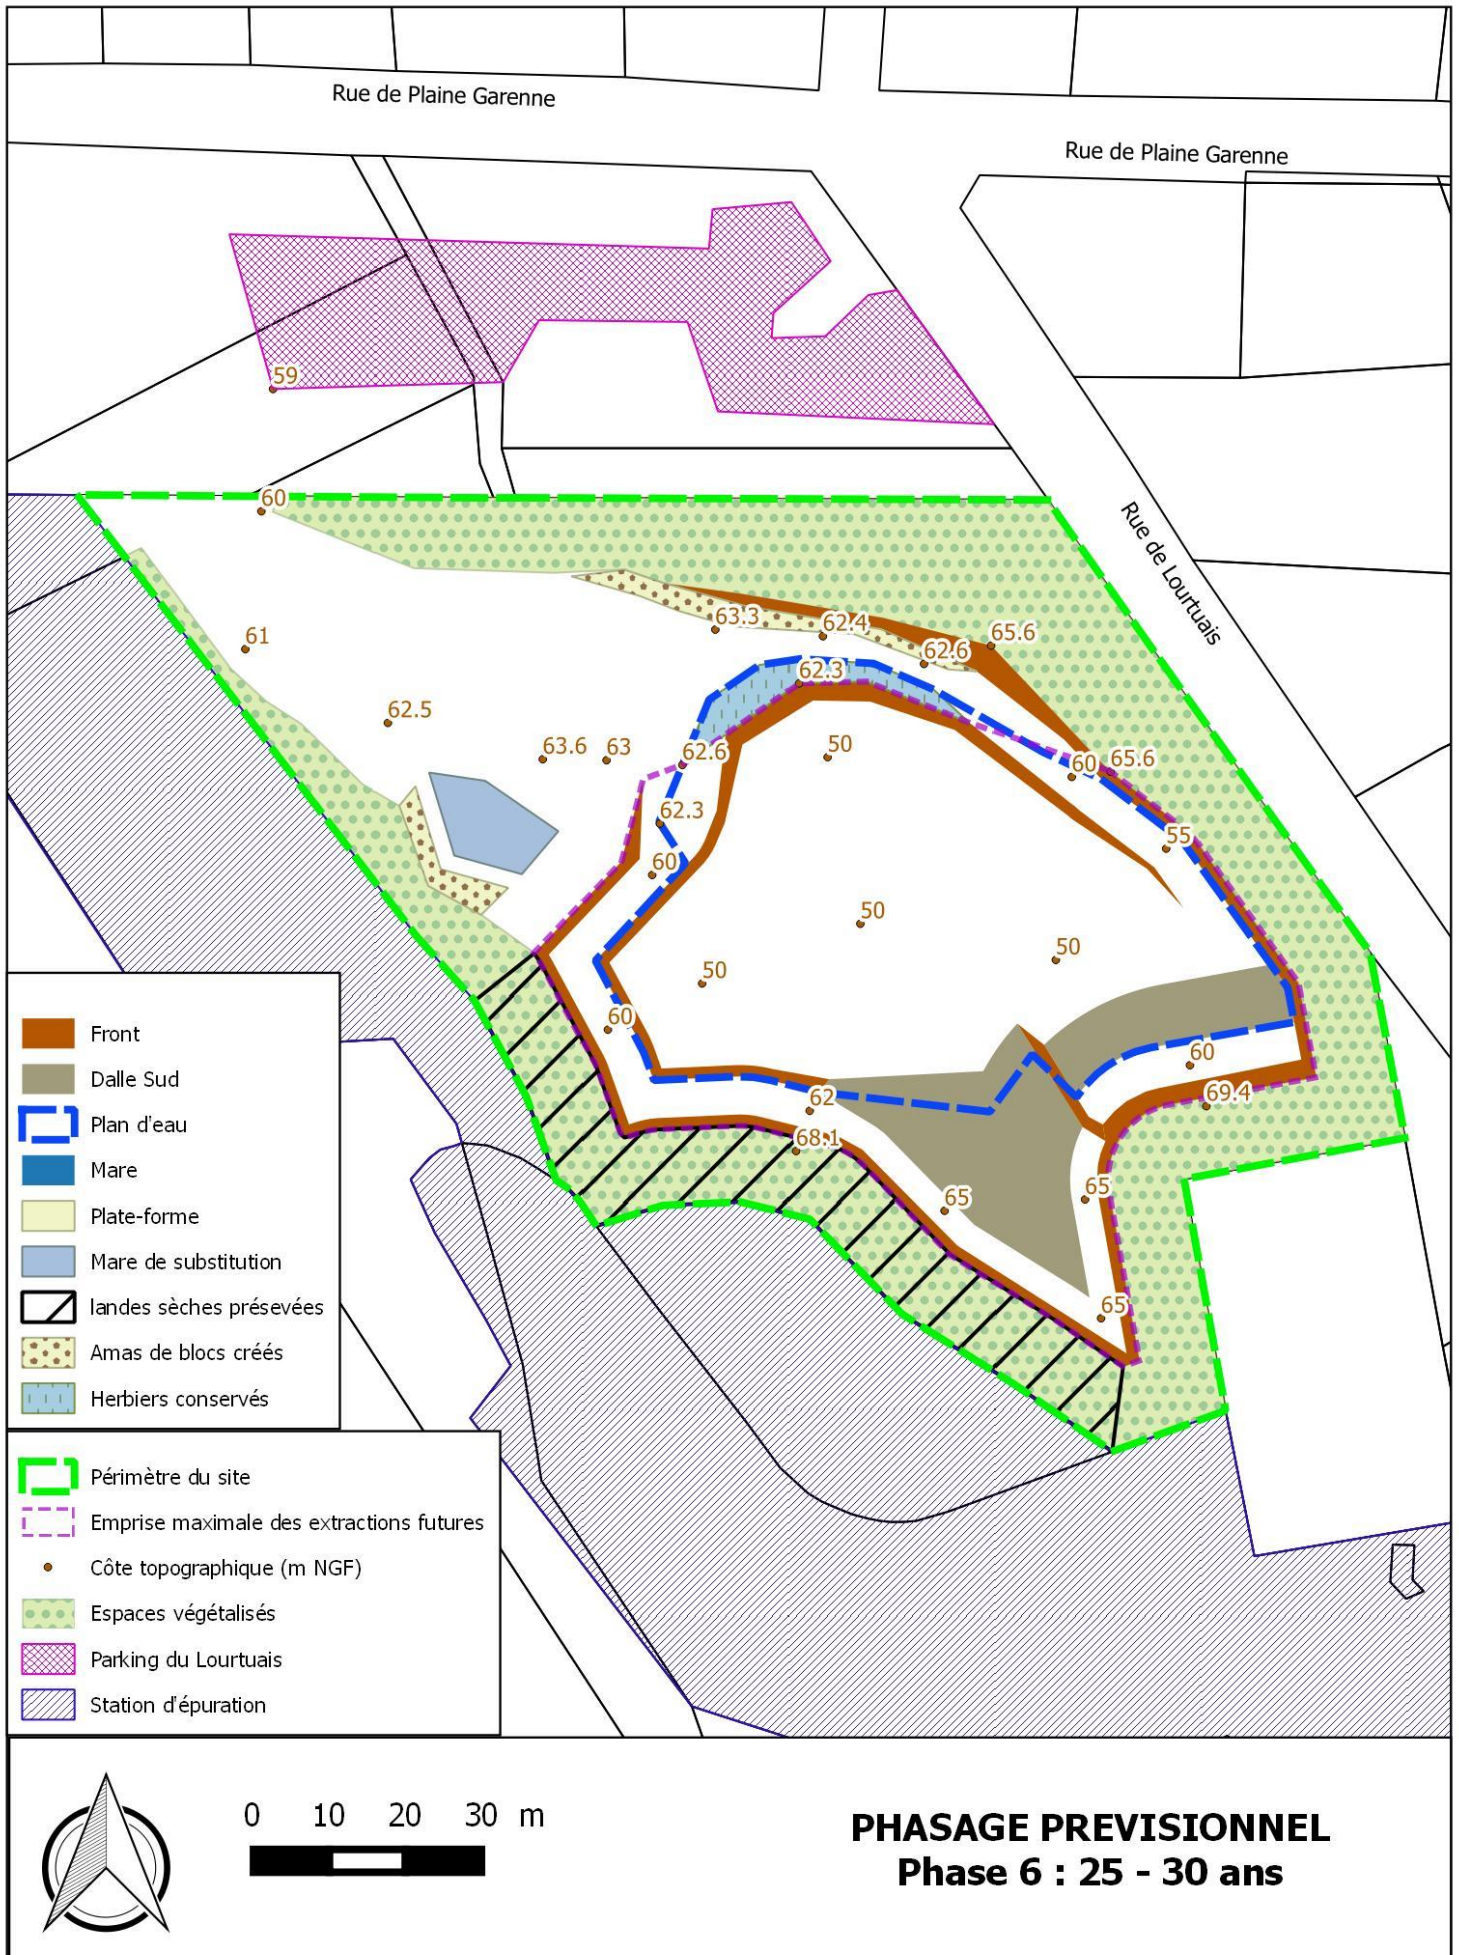 Rue de Plaine Garenne
Rue de Plaine Garenne
59
60
Rue de Lourtuais
61
63.3
62.4
62.6
65.6
62.3
62.5
63.6
63
62.6
50
60
65.6
62.3
55
60
50
50
50
60
60
62
69.4
68.1
65
65
65
Front
Dalle Sud
Plan d'eau
Mare
Plate-forme
Mare de substitution
landes sèches présevées
Amas de blocs créés
Herbiers conservés
Périmètre du site
Emprise maximale des extractions futures
Côte topographique (m NGF)
Espaces végétalisés
Parking du Lourtuais
Station d'épuration
0 10 20 30 m
PHASAGE PREVISIONNEL
Phase 6 : 25 - 30 ans